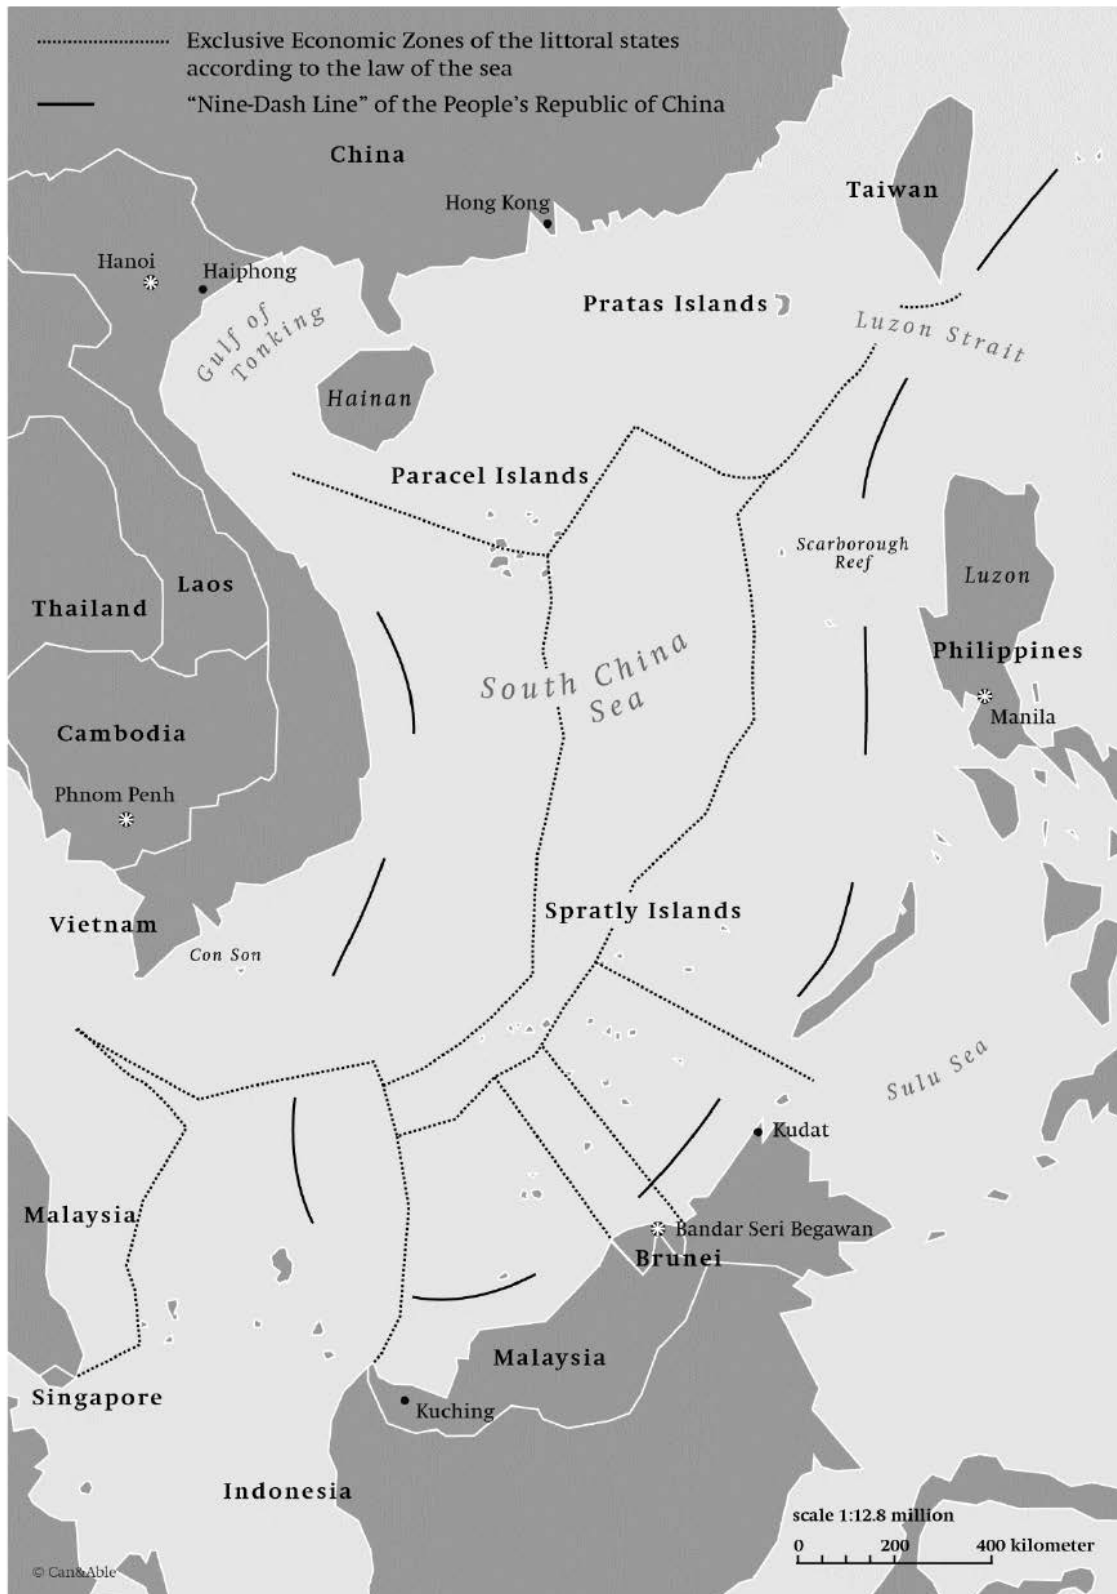 Exclusive Economic Zones of the littoral states
according to the law of the sea
“Nine-Dash Line” of the People’s Republic of China
China
Taiwan
Hong Kong
Hanoi
Haiphong
Gulf of
Tonking
Pratas Islands
Luzon Strait
Hainan
Paracel Islands
Scarborough
Reef
Luzon
Laos
Thailand
Philippines
South China
Sea
Manila
Cambodia
Phnom Penh
Spratly Islands
Vietnam
Con Son
Sulu Sea
Kudat
Malaysia
Bandar Seri Begawan
Brunei
Malaysia
Singapore
Kuching
Indonesia
scale 1:12.8 million
0 200 400 kilometer
© Can&Able